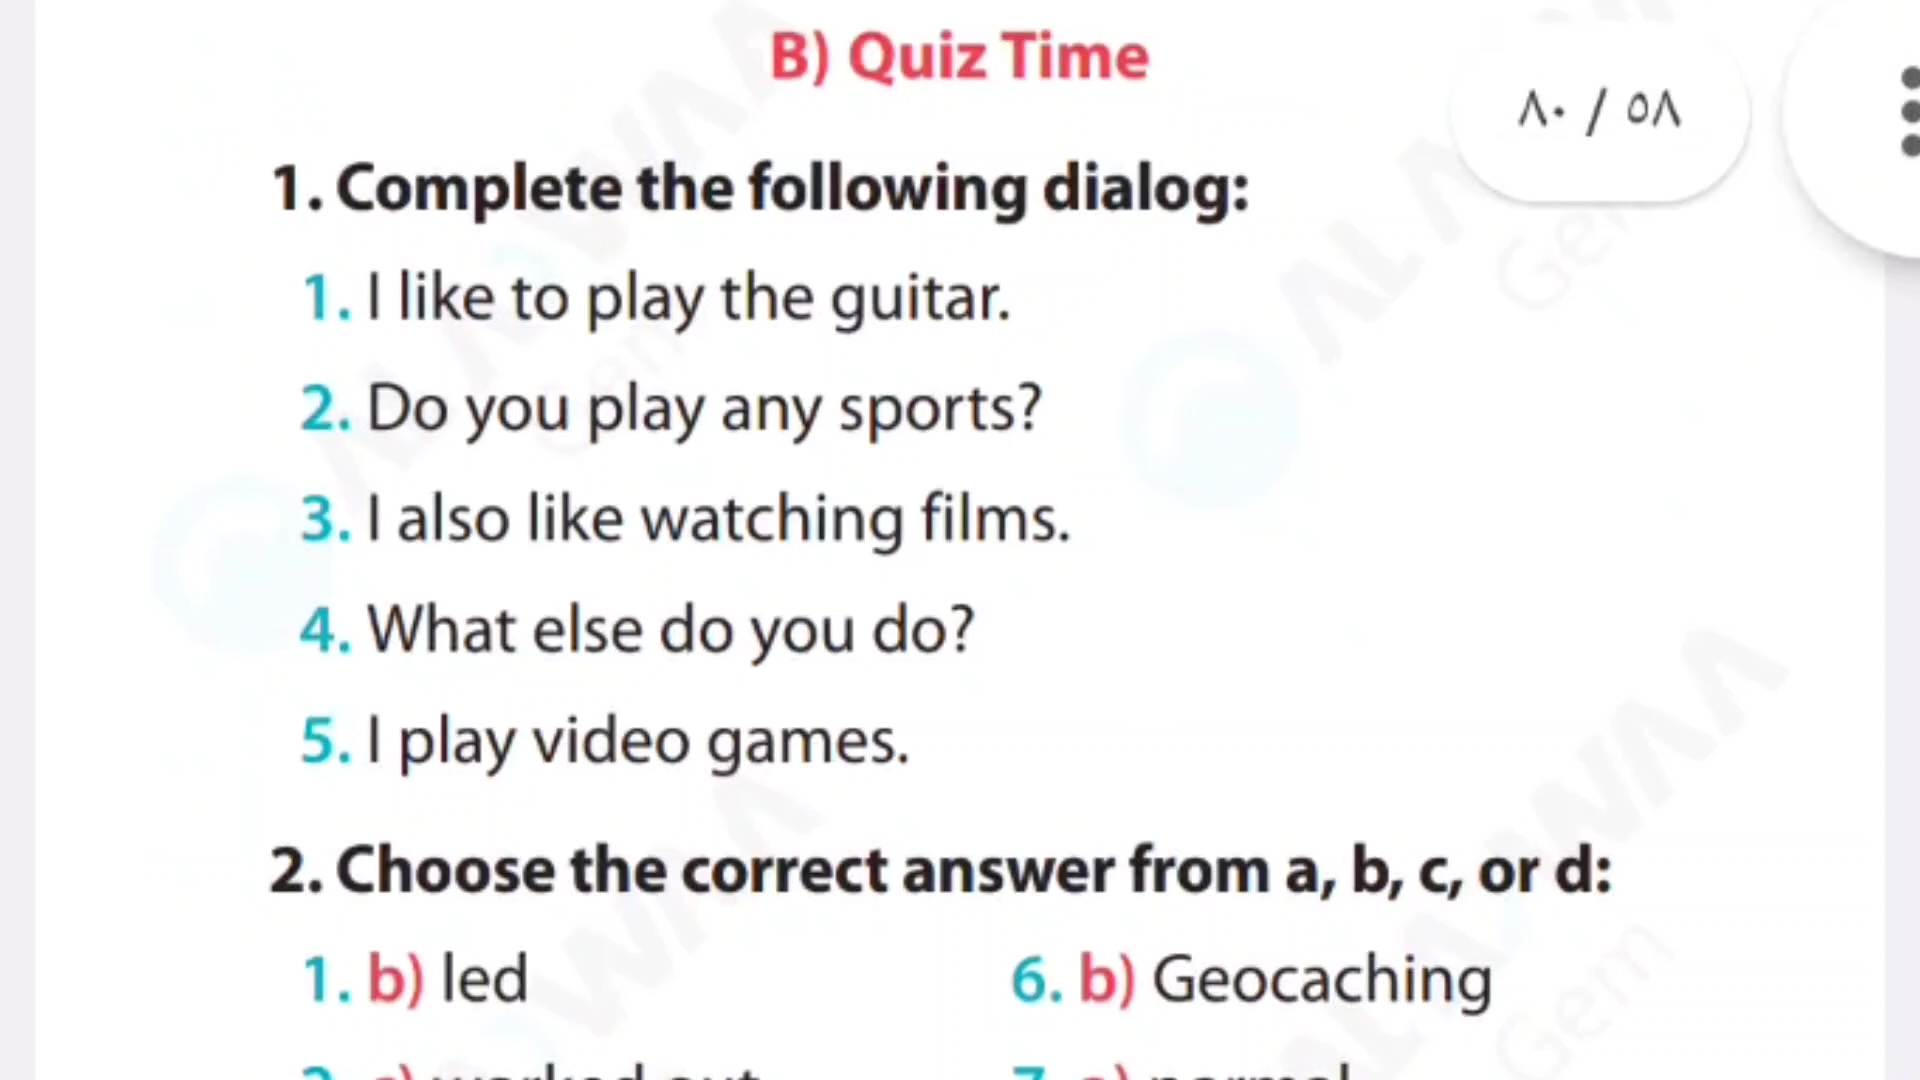 B) Quiz Time
٨٠ / ٥٨
1. Complete the following dialog:
1. I like to play the guitar.
2. Do you play any sports?
3. I also like watching films.
4. What else do you do?
5. I play video games.
2. Choose the correct answer from a, b, c, or d:
1. b) led
6. b) Geocaching